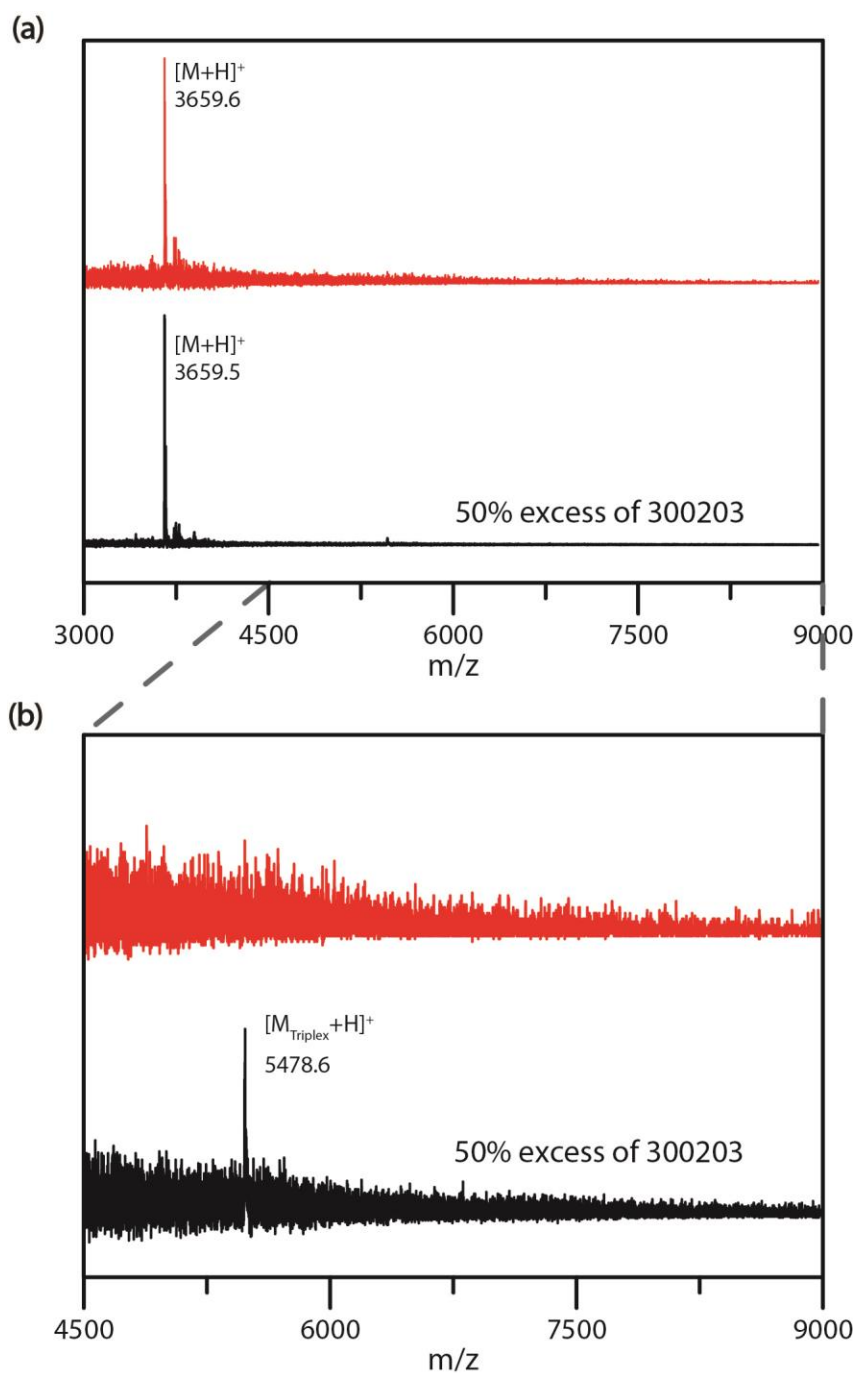 (a)
[M+H]⁺
3659.6
[M+H]⁺
3659.5
50% excess of 300203
3000 4500 6000 7500 9000
m/z
(b)
[M_Triplex+H]⁺
5478.6
50% excess of 300203
4500 6000 7500 9000
m/z